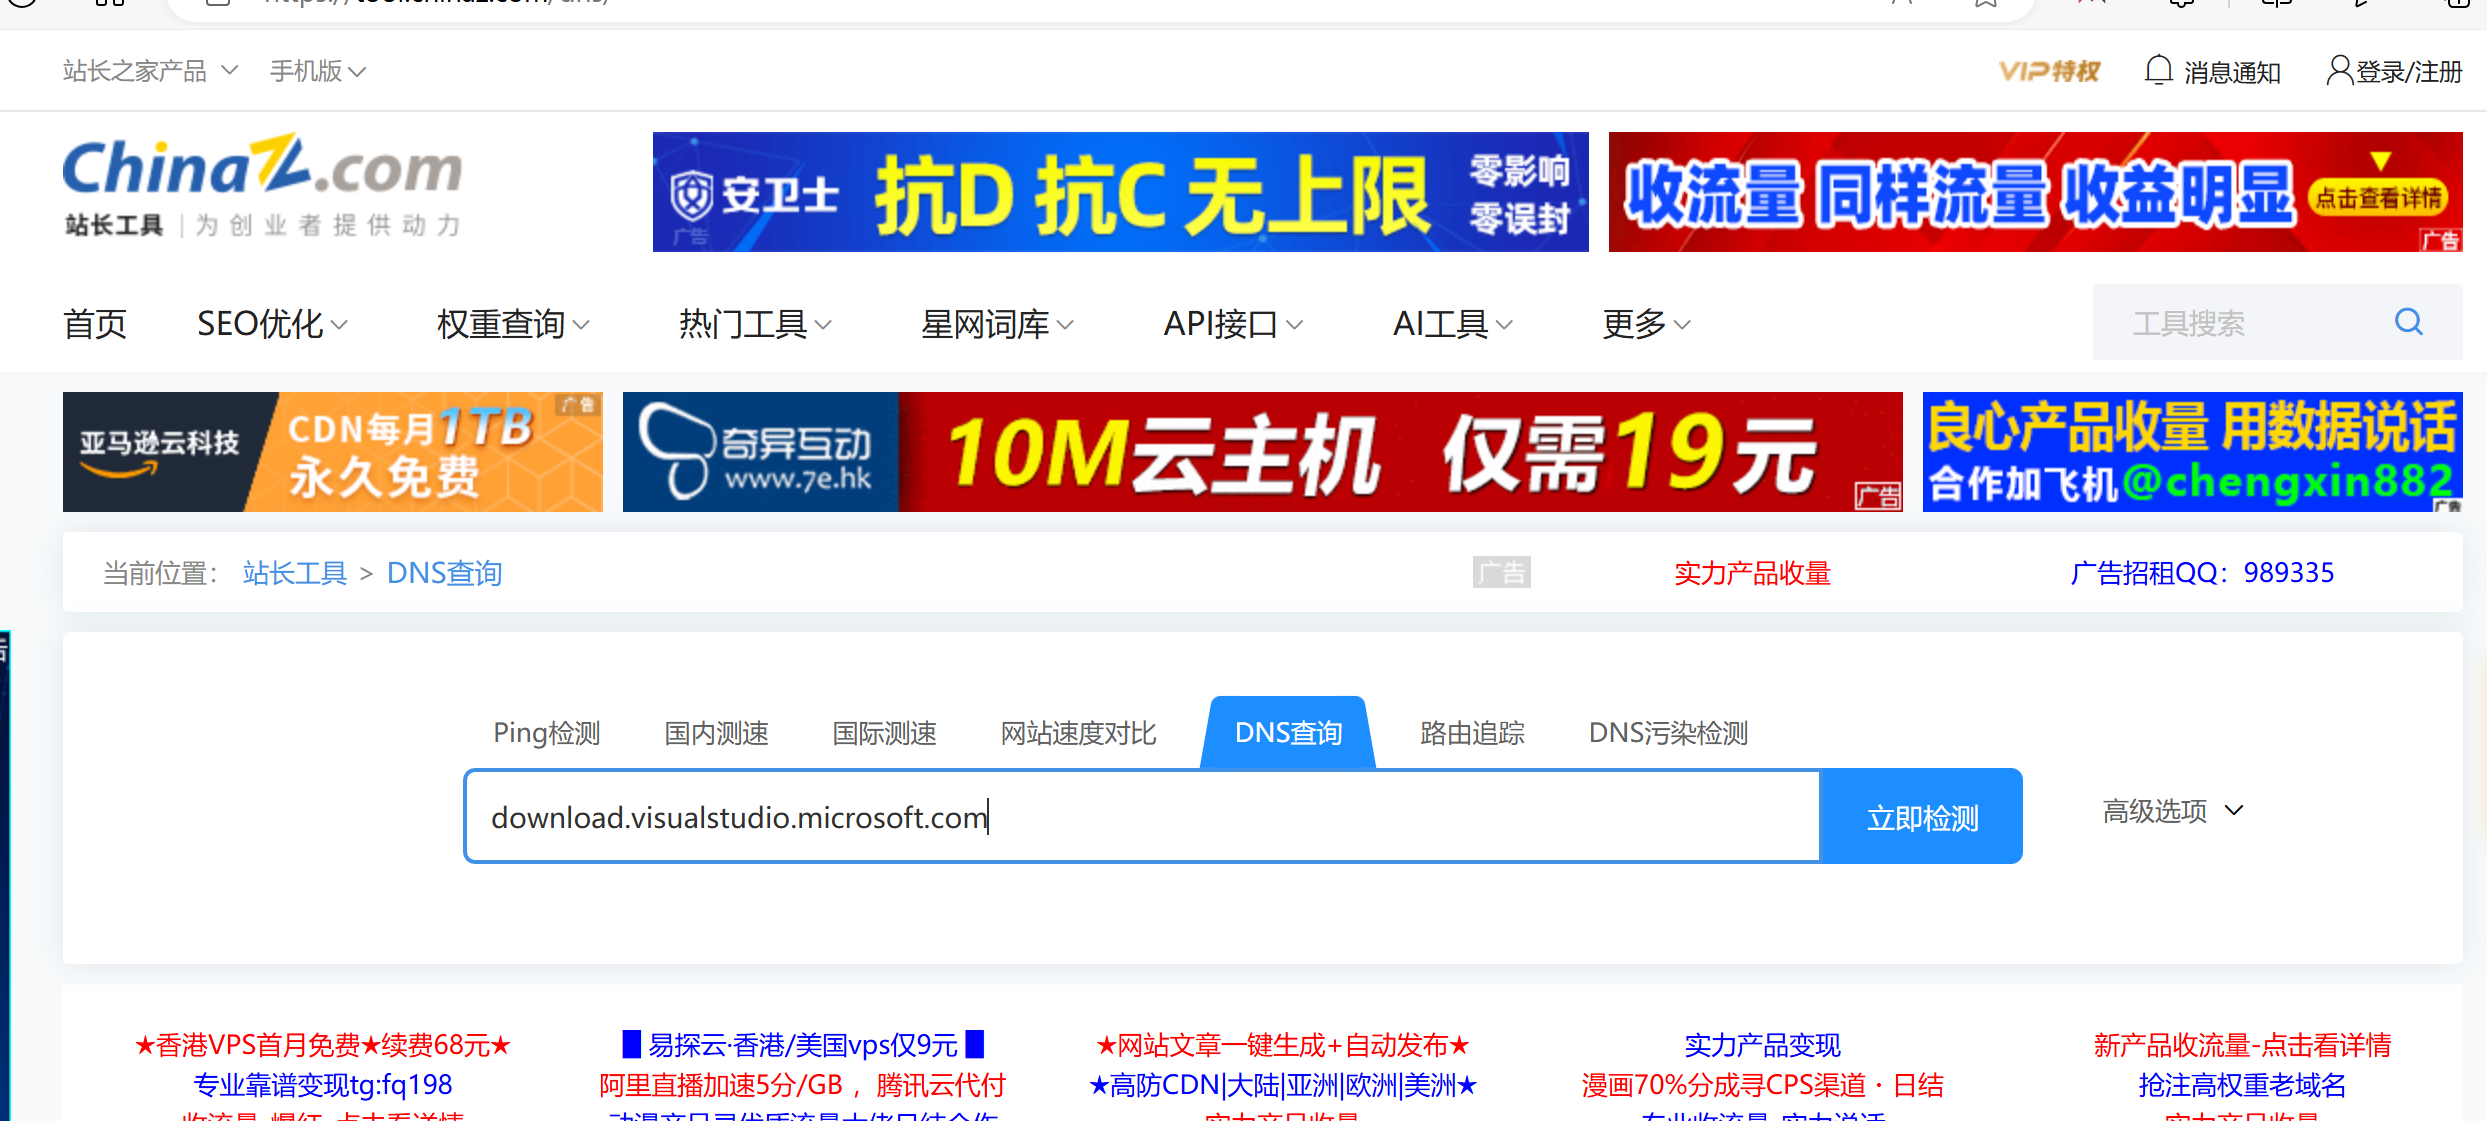 站长之家产品
手机版
VIP特权
消息通知
登录/注册
ChinaZ.com
站长工具 | 为创业者提供动力
安卫士
抗D 抗C 无上限
零影响
零误封
广告
收流量 同样流量 收益明显
点击查看详情
广告
首页
SEO优化
权重查询
热门工具
星网词库
API接口
AI工具
更多
工具搜索
亚马逊云科技
CDN每月1TB
永久免费
广告
奇异互动
www.7e.hk
10M云主机 仅需19元
广告
良心产品收量 用数据说话
合作加飞机@chengxin882
广告
当前位置： 站长工具 > DNS查询
广告
实力产品收量
广告招租QQ：989335
Ping检测
国内测速
国际测速
网站速度对比
DNS查询
路由追踪
DNS污染检测
download.visualstudio.microsoft.com
立即检测
高级选项
★香港VPS首月免费★续费68元★
█ 易探云·香港/美国vps仅9元 █
★网站文章一键生成+自动发布★
实力产品变现
新产品收流量-点击看详情
专业靠谱变现tg:fq198
阿里直播加速5分/GB ，腾讯云代付
★高防CDN|大陆|亚洲|欧洲|美洲★
漫画70%分成寻CPS渠道・日结
抢注高权重老域名